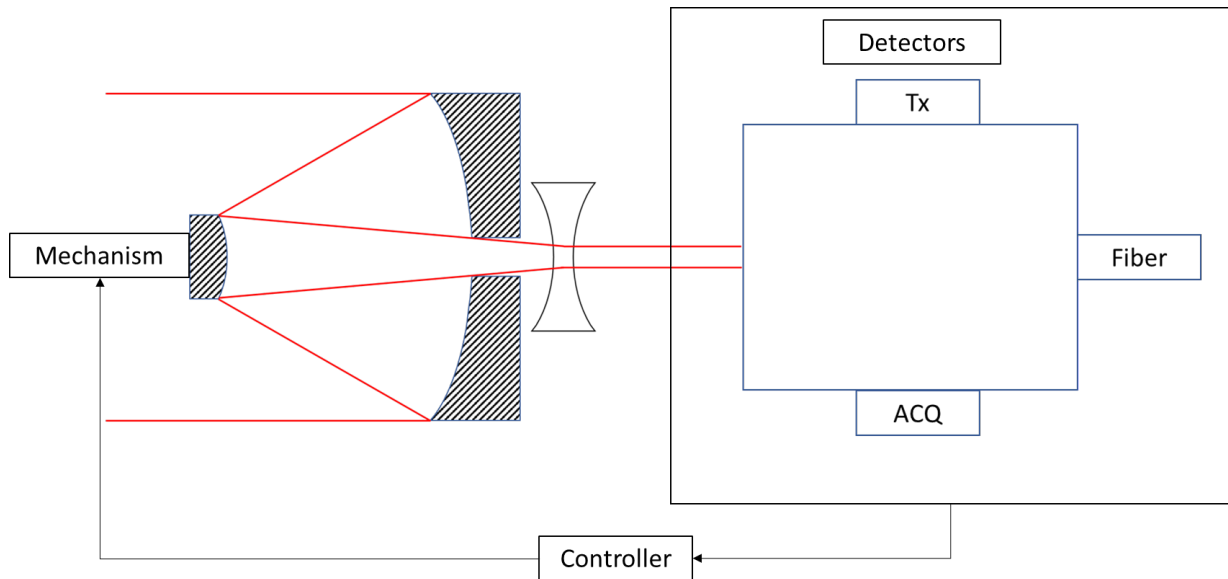 Detectors
Tx
Mechanism
Fiber
ACQ
Controller